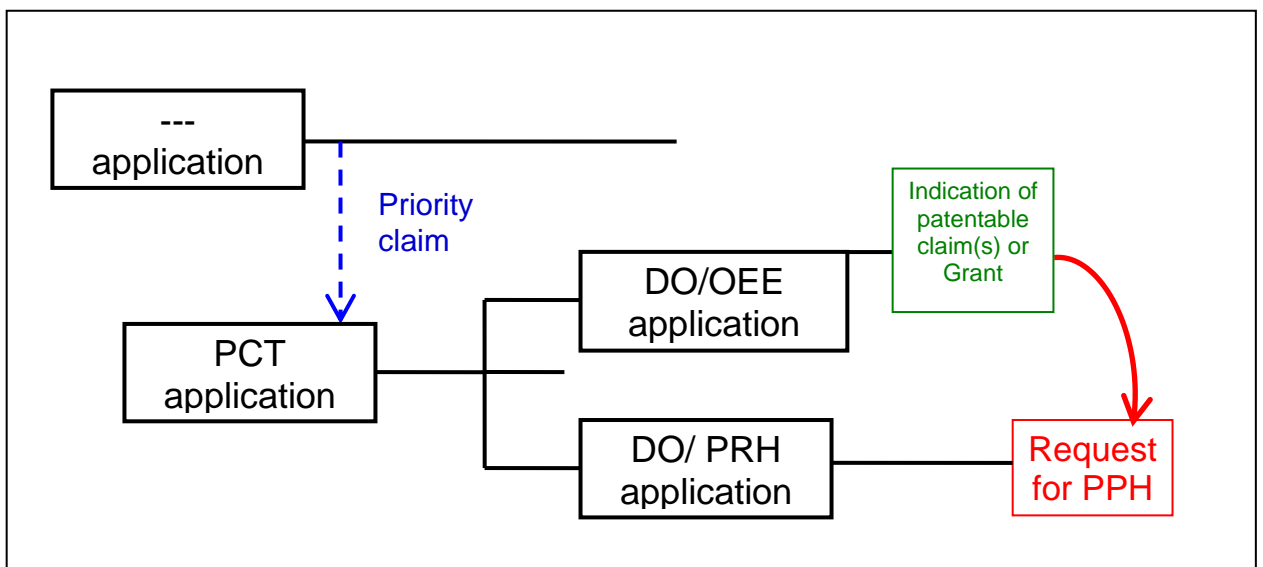 ---
application
Priority
claim
Indication of
patentable
claim(s) or
Grant
DO/OEE
application
PCT
application
DO/ PRH
application
Request
for PPH